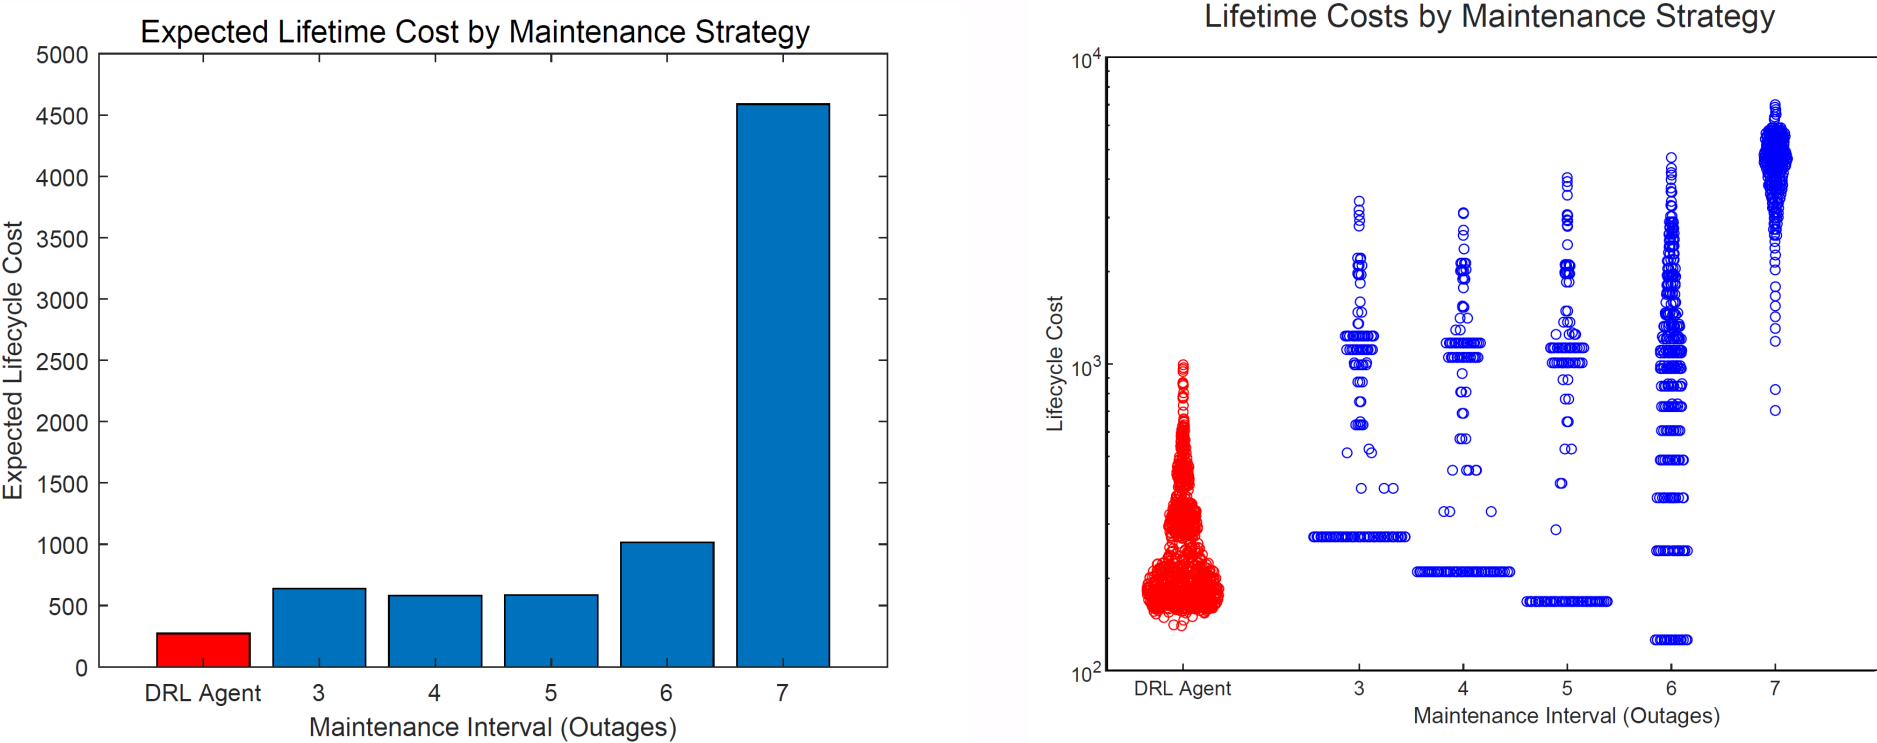 Expected Lifetime Cost by Maintenance Strategy
5000
4500
4000
3500
3000
2500
2000
1500
1000
500
0
Expected Lifecycle Cost
DRL Agent 3 4 5 6 7
Maintenance Interval (Outages)
Lifetime Costs by Maintenance Strategy
10^4
10^3
10^2
Lifecycle Cost
DRL Agent 3 4 5 6 7
Maintenance Interval (Outages)